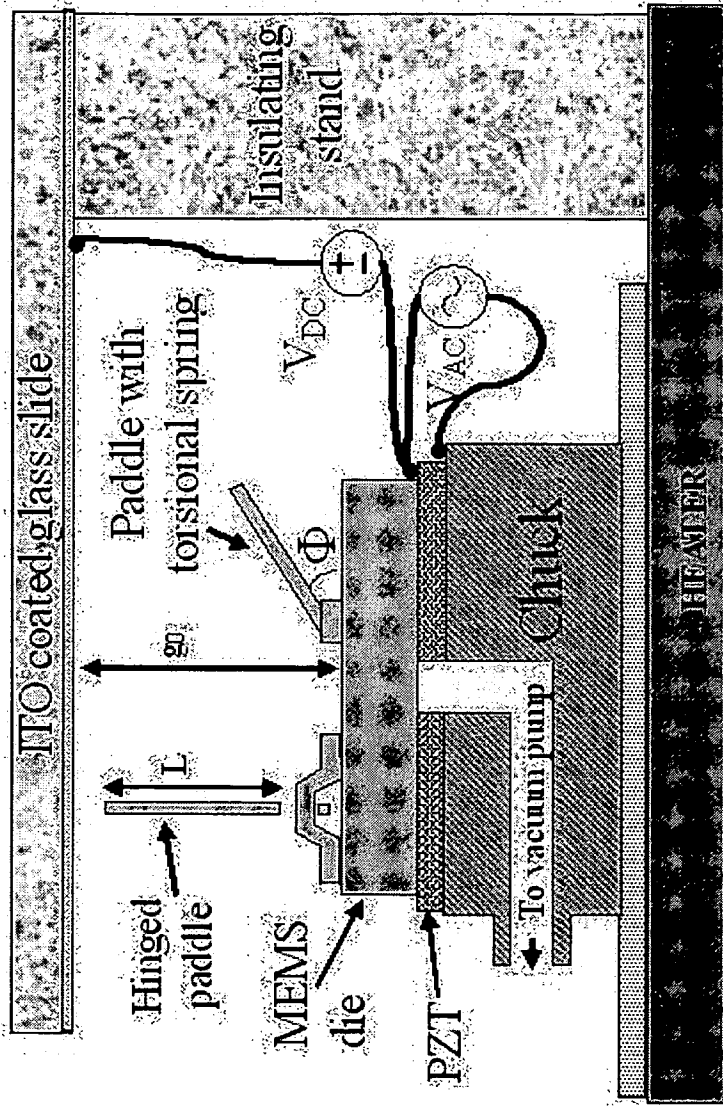 ITO coated glass slide
Insulating
stand
Paddle with
torsional spring
V_DC
+
-
V_AC
~
Φ
g₀
L
Hinged
paddle
MEMS
die
PZT
Chuck
To vacuum pump
HEATER